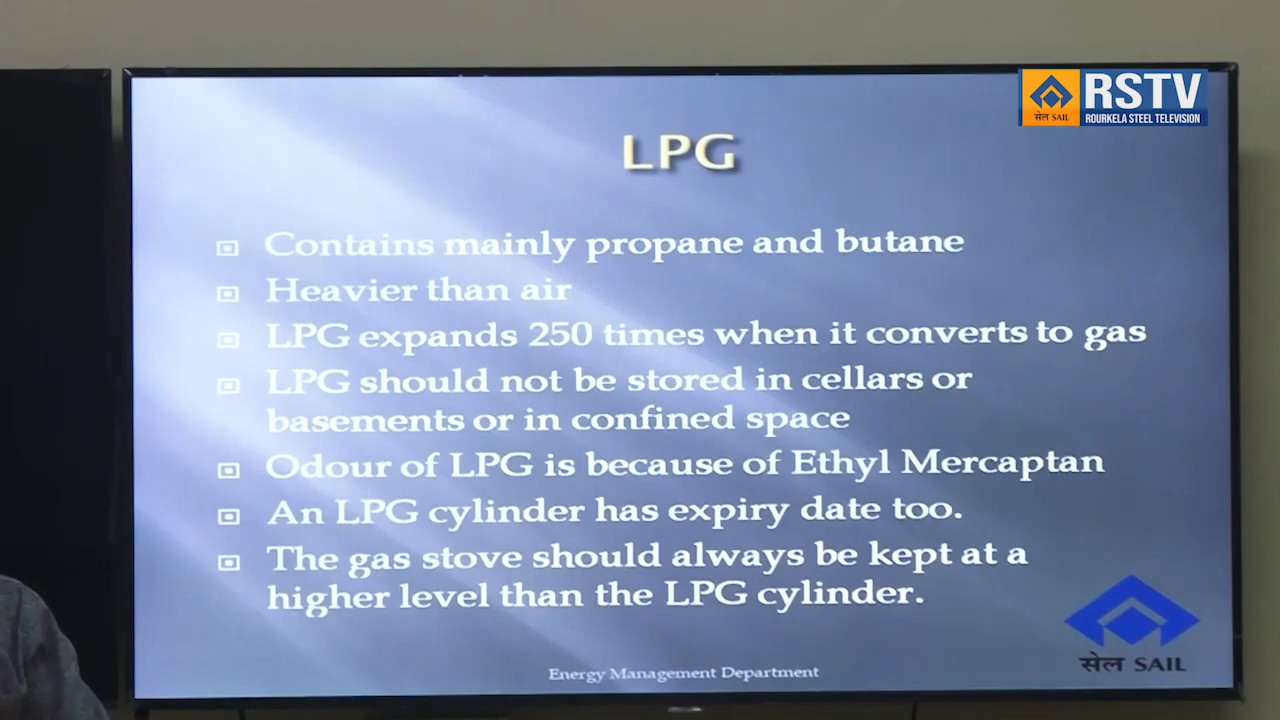 सेल SAIL
RSTV
ROURKELA STEEL TELEVISION
LPG
Contains mainly propane and butane
Heavier than air
LPG expands 250 times when it converts to gas
LPG should not be stored in cellars or
basements or in confined space
Odour of LPG is because of Ethyl Mercaptan
An LPG cylinder has expiry date too.
The gas stove should always be kept at a
higher level than the LPG cylinder.
सेल SAIL
Energy Management Department